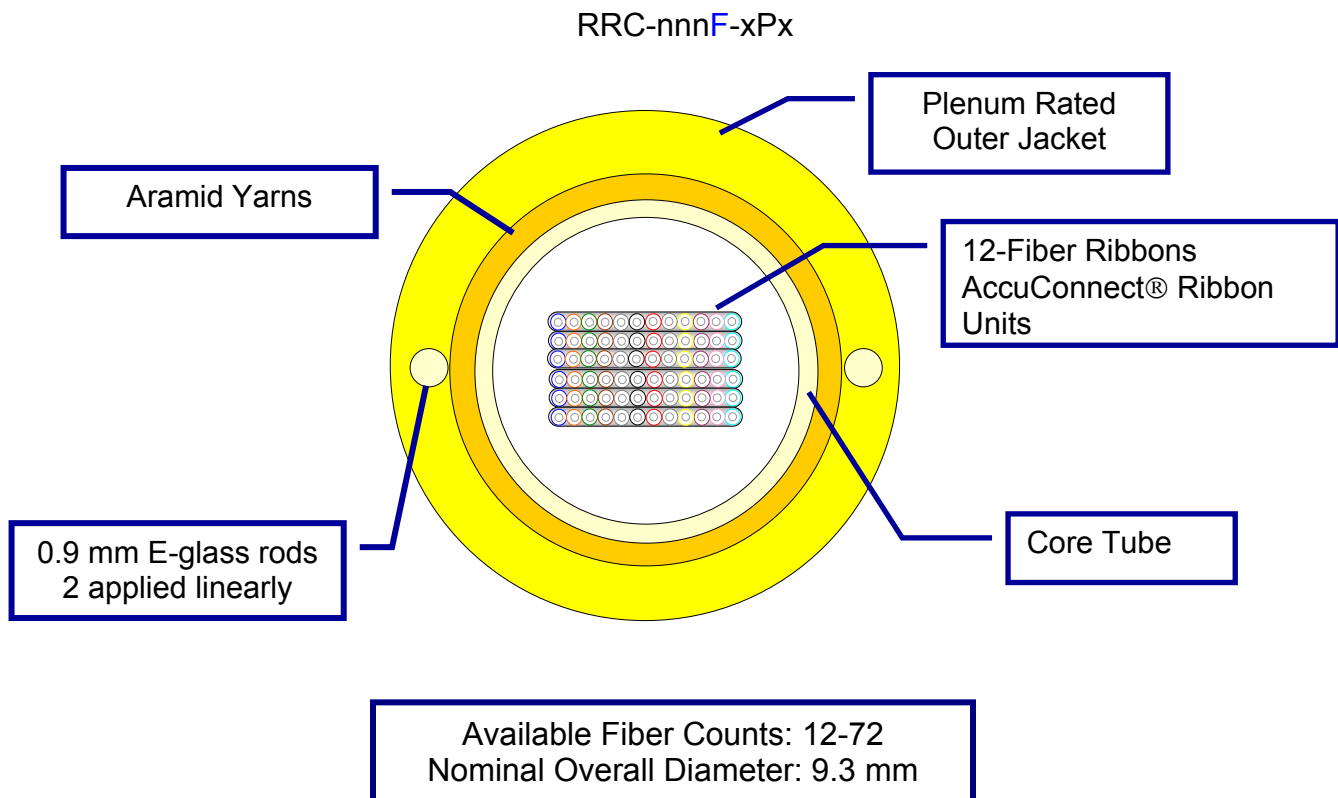 RRC-nnnF-xPx
Plenum Rated
Outer Jacket
Aramid Yarns
12-Fiber Ribbons
AccuConnect® Ribbon
Units
0.9 mm E-glass rods
2 applied linearly
Core Tube
Available Fiber Counts: 12-72
Nominal Overall Diameter: 9.3 mm